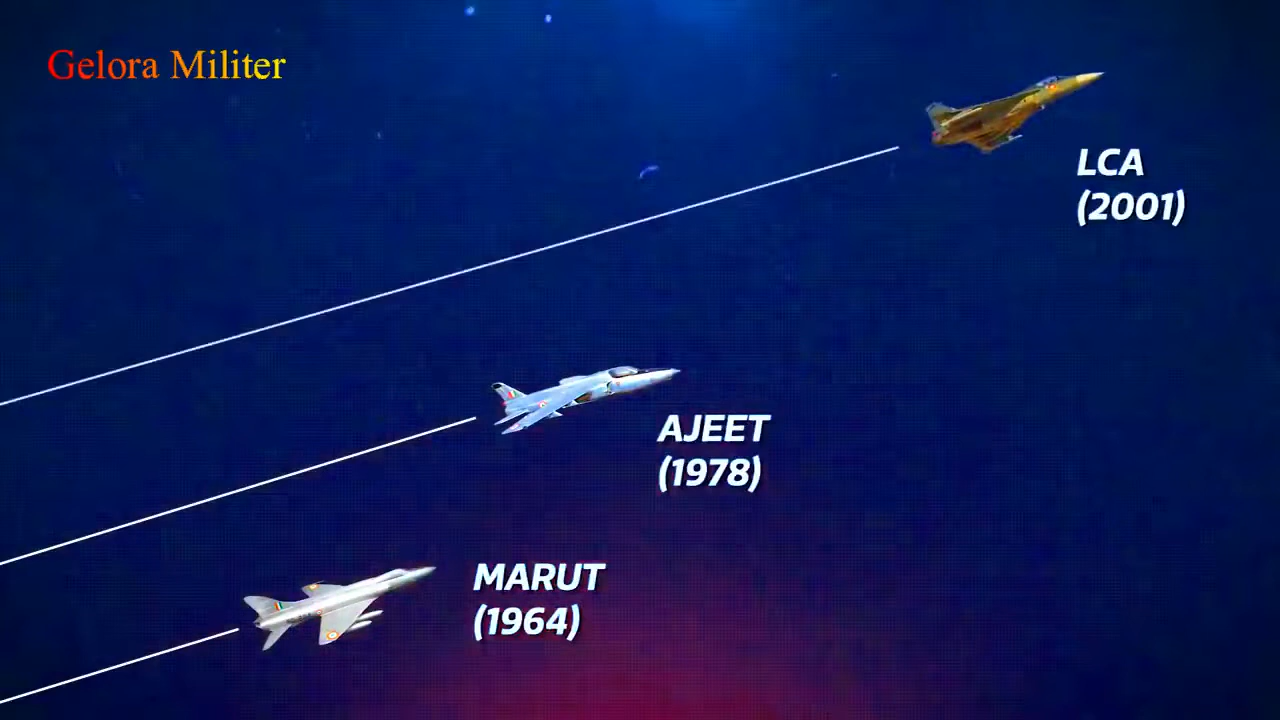 Gelora Militer
LCA
(2001)
AJEET
(1978)
MARUT
(1964)